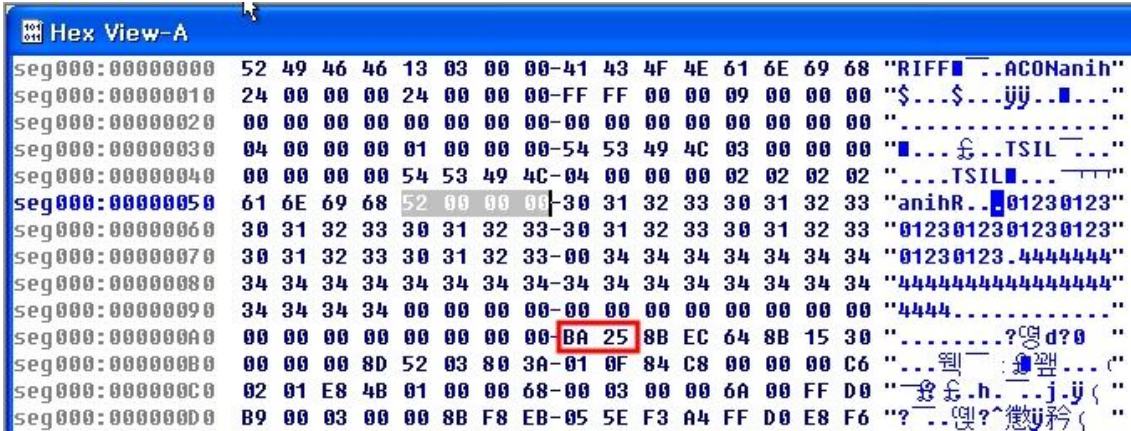 Hex View-A
seg000:00000000 52 49 46 46 13 03 00 00-41 43 4F 4E 61 6E 69 68 "RIFF■¯..ACONanih"
seg000:00000010 24 00 00 00 24 00 00 00-FF FF 00 00 09 00 00 00 "$...$...ÿÿ..■..."
seg000:00000020 00 00 00 00 00 00 00 00-00 00 00 00 00 00 00 00 "................"
seg000:00000030 04 00 00 00 01 00 00 00-54 53 49 4C 03 00 00 00 "■... ..TSIL¯..."
seg000:00000040 00 00 00 00 54 53 49 4C-04 00 00 00 02 02 02 02 "....TSIL■... "
seg000:00000050 61 6E 69 68 52 00 00 00-30 31 32 33 30 31 32 33 "anihR...01230123"
seg000:00000060 30 31 32 33 30 31 32 33-30 31 32 33 30 31 32 33 "0123012301230123"
seg000:00000070 30 31 32 33 30 31 32 33-00 34 34 34 34 34 34 34 "01230123.4444444"
seg000:00000080 34 34 34 34 34 34 34 34-34 34 34 34 34 34 34 34 "4444444444444444"
seg000:00000090 34 34 34 34 00 00 00 00-00 00 00 00 00 00 00 00 "4444............"
seg000:000000A0 00 00 00 00 00 00 00 00-BA 25 8B EC 64 8B 15 30 "........? d?0 "
seg000:000000B0 00 00 00 8D 52 03 80 3A-01 0F 84 C8 00 00 00 C6 "... : ... ("
seg000:000000C0 02 01 E8 4B 01 00 00 68-00 03 00 00 6A 00 FF D0 " .h.¯..j.ÿ( "
seg000:000000D0 B9 00 03 00 00 8B F8 EB-05 5E F3 A4 FF D0 E8 F6 "?¯.. ?^ ÿ ( "